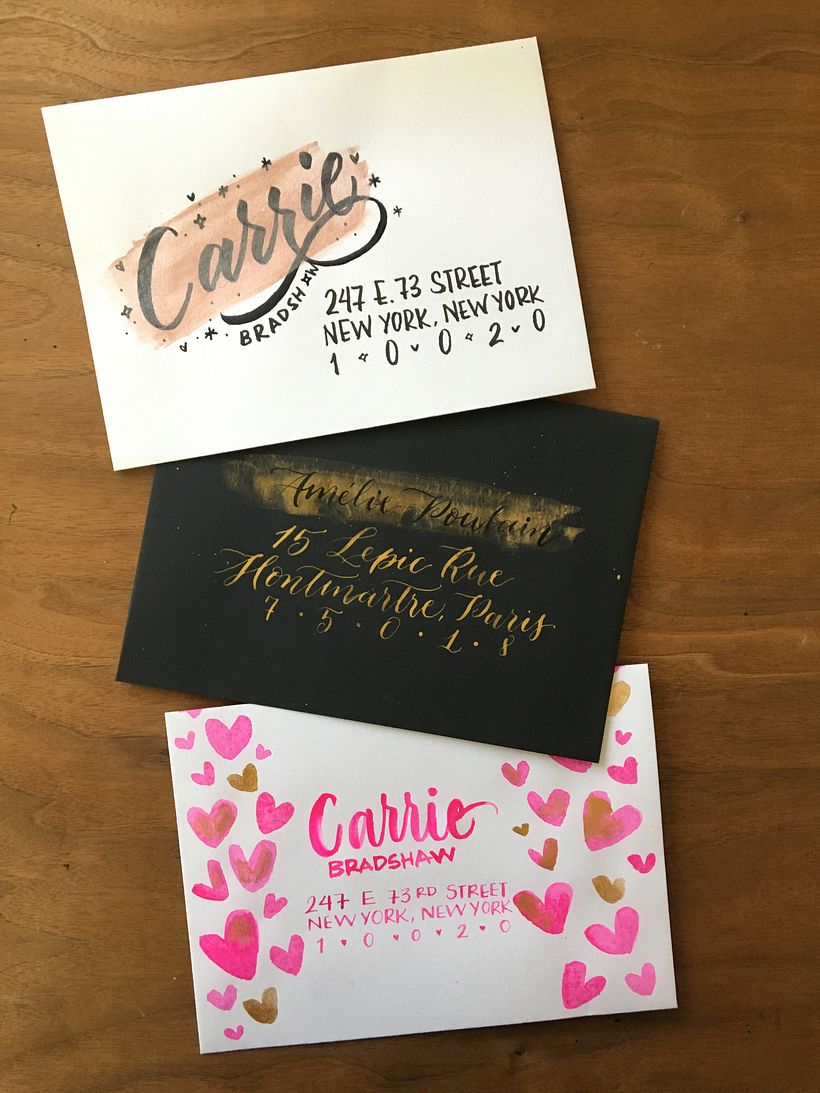 Carrie
BRADSHAW
247 E. 73 STREET
NEW YORK, NEW YORK
1 0 0 2 0
Amélie Poulain
15 Lepic Rue
Montmartre, Paris
7 · 5 · 0 · 1 · 8
Carrie
BRADSHAW
247 E 73RD STREET
NEW YORK, NEW YORK
1 ♥ 0 ♥ 0 ♥ 2 ♥ 0